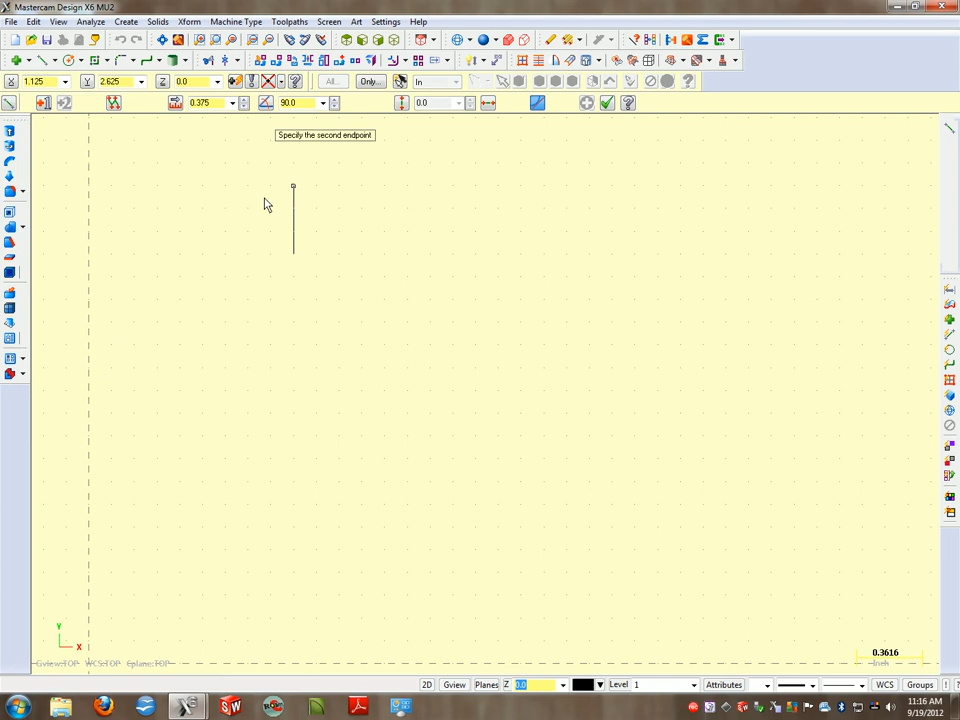 Mastercam Design X6 MU2
File Edit View Analyze Create Solids Xform Machine Type Toolpaths Screen Art Settings Help
X 1.125 Y 2.625 Z 0.0 All... Only... In
+1 +2 0.375 90.0 0.0
Specify the second endpoint
Y
X
Gview:TOP WCS:TOP Cplane:TOP
0.3616
Inch
2D Gview Planes Z 0.0 Level 1 Attributes WCS Groups ! ?
11:16 AM
9/19/2012